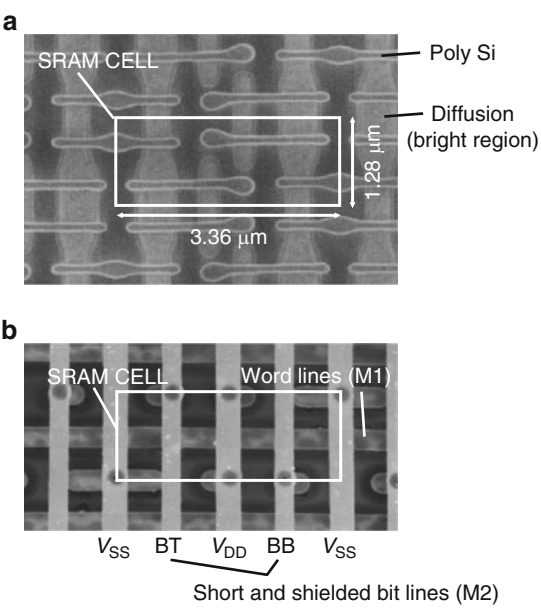 a
SRAM CELL
Poly Si
Diffusion
(bright region)
1.28 μm
3.36 μm
b
SRAM CELL
Word lines (M1)
VSS BT VDD BB VSS
Short and shielded bit lines (M2)